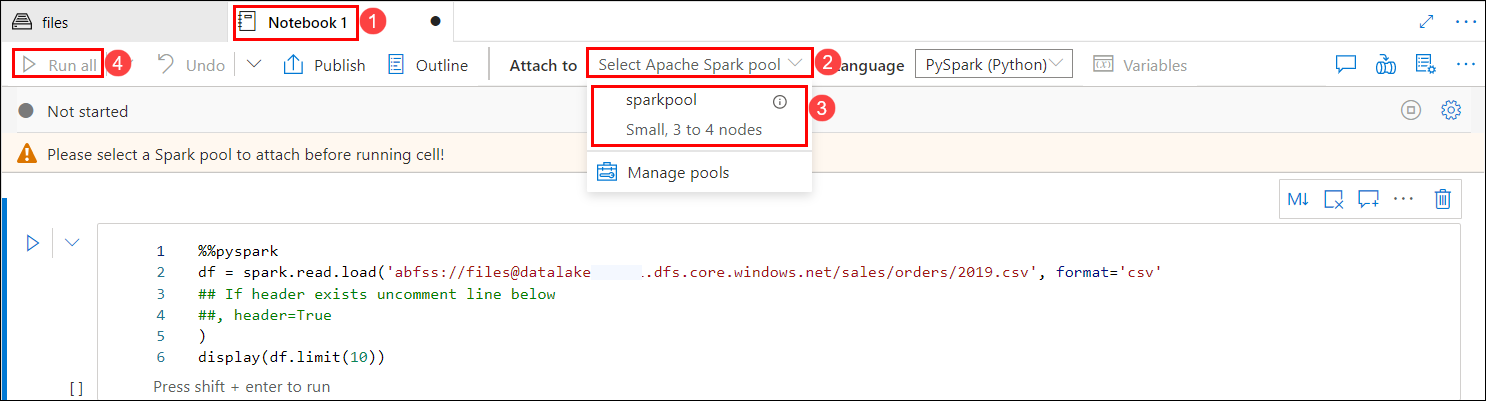 files
Notebook 1
1
Run all
4
Undo
Publish
Outline
Attach to
Select Apache Spark pool
2
anguage
PySpark (Python)
Variables
sparkpool
3
Small, 3 to 4 nodes
Manage pools
Not started
Please select a Spark pool to attach before running cell!
M↓
1 %%pyspark
2 df = spark.read.load('abfss://files@datalake .dfs.core.windows.net/sales/orders/2019.csv', format='csv'
3 ## If header exists uncomment line below
4 ##, header=True
5 )
6 display(df.limit(10))
[ ]
Press shift + enter to run